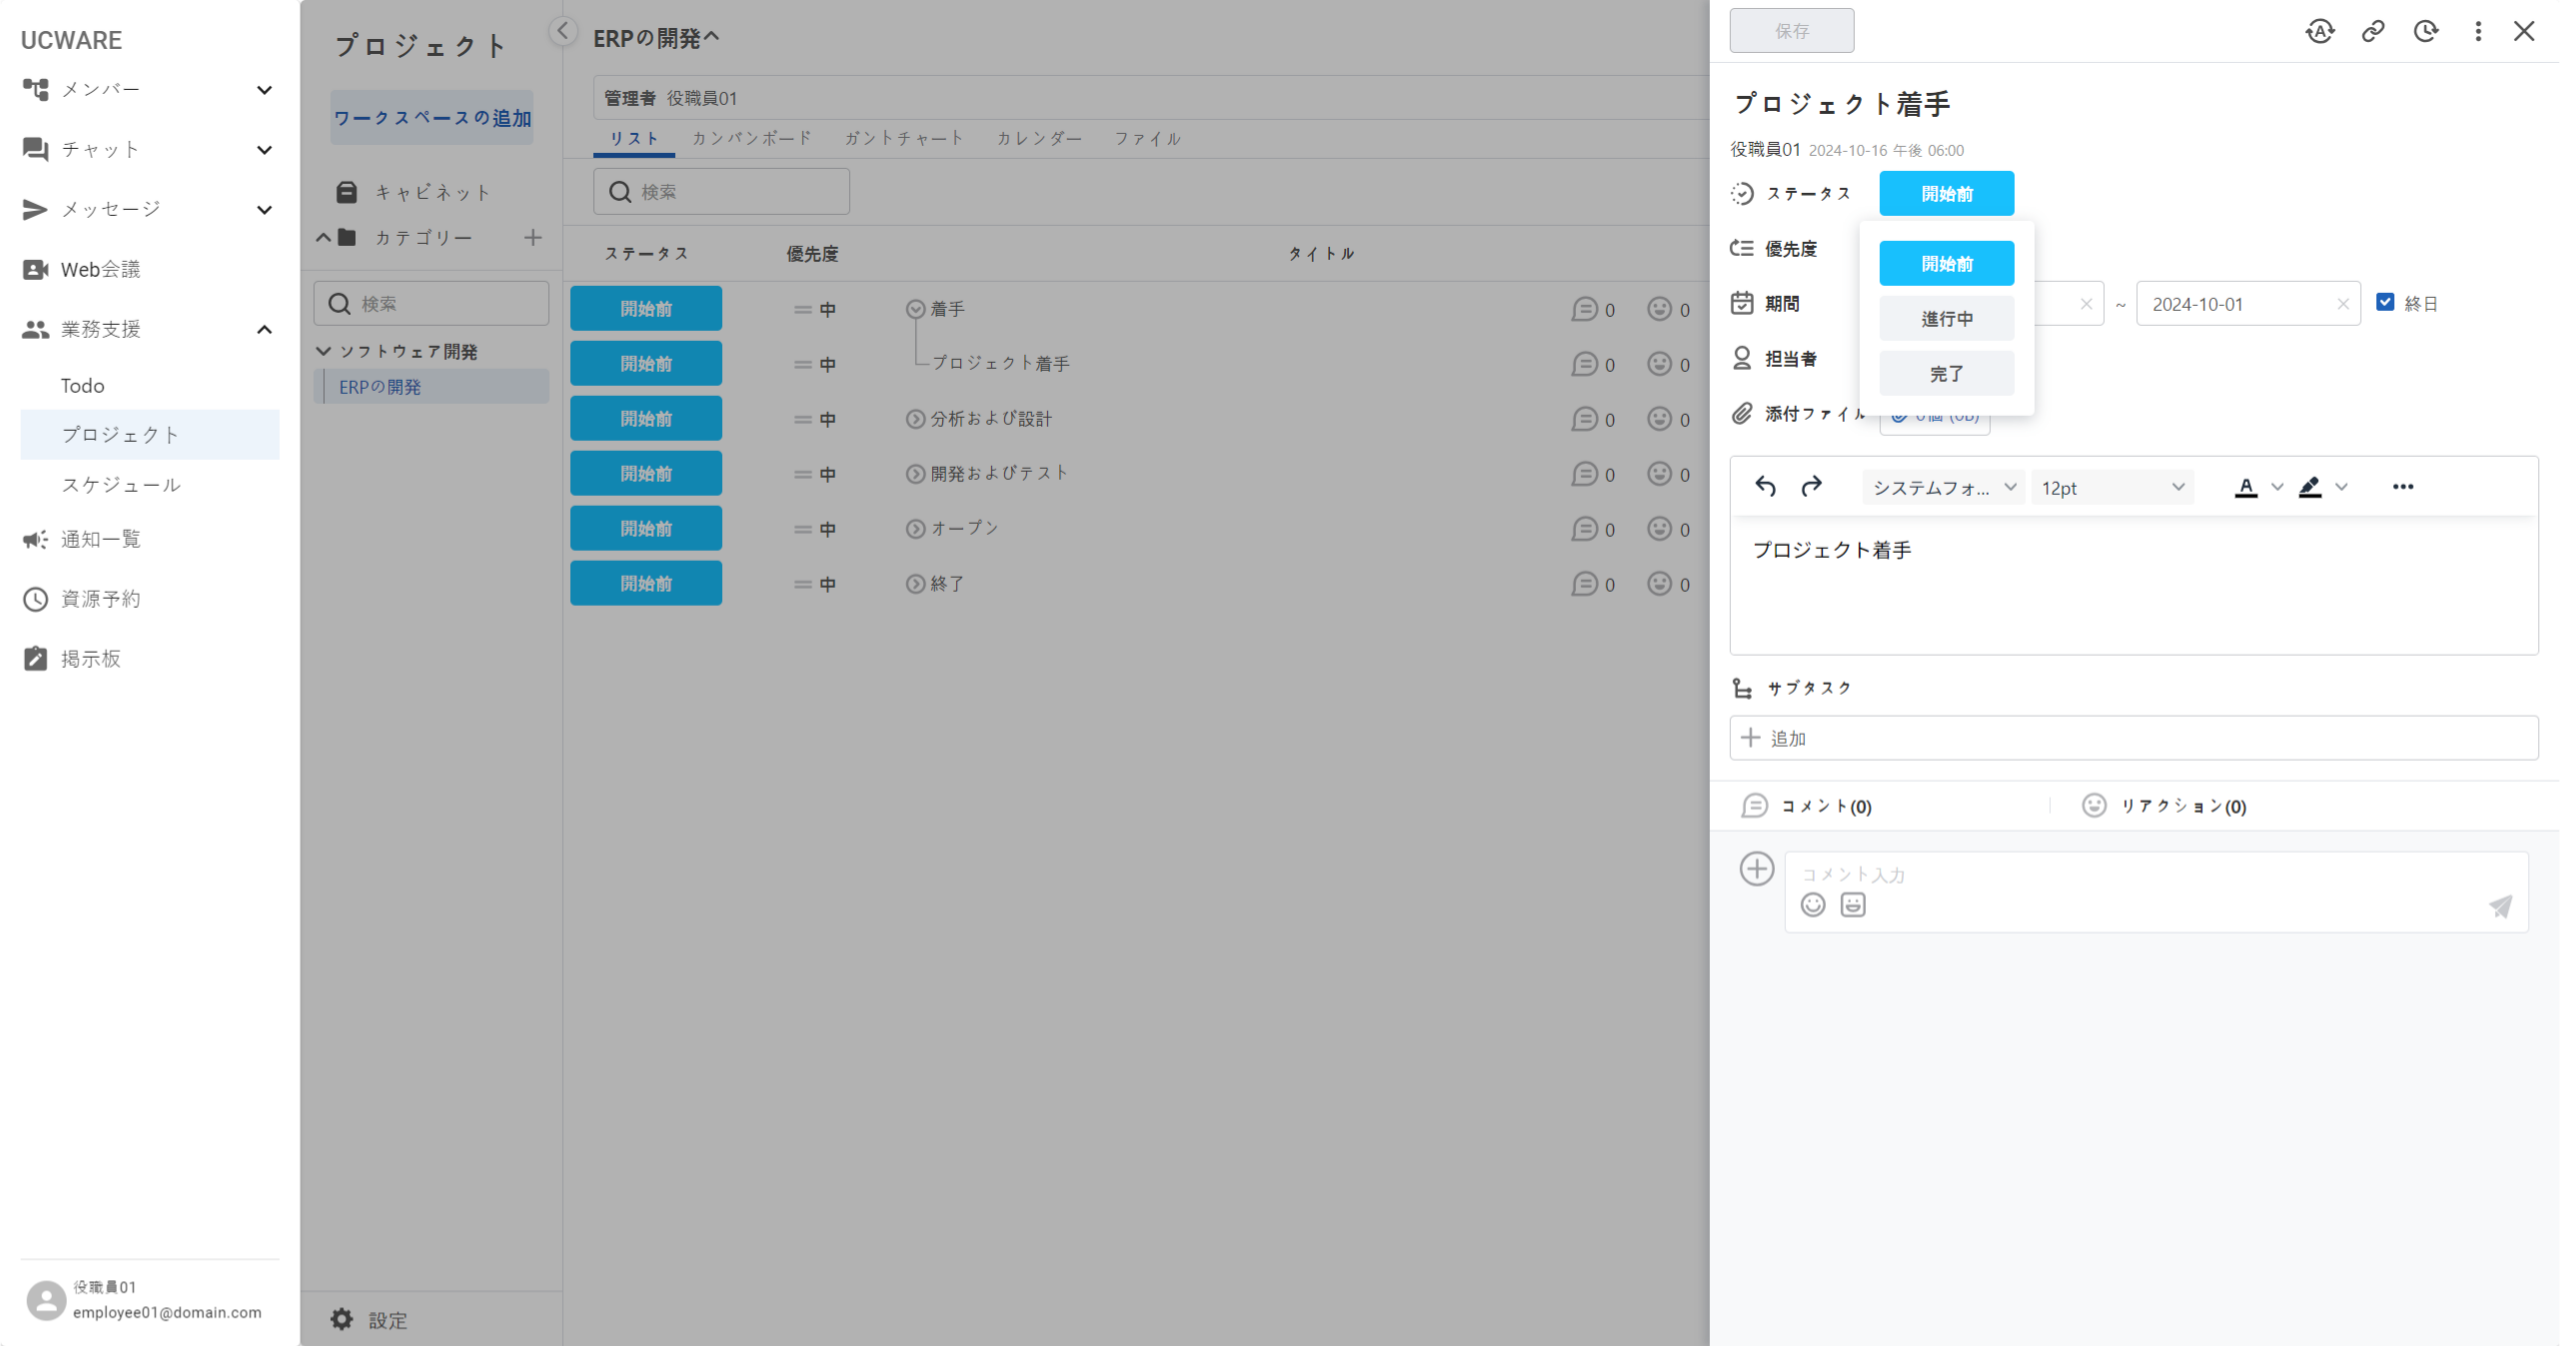 UCWARE
メンバー
チャット
メッセージ
Web会議
業務支援
Todo
プロジェクト
スケジュール
通知一覧
資源予約
掲示板
役職員01
employee01@domain.com
プロジェクト
ワークスペースの追加
キャビネット
カテゴリー
検索
ソフトウェア開発
ERPの開発
設定
ERPの開発
管理者 役職員01
リスト カンバンボード ガントチャート カレンダー ファイル
検索
ステータス 優先度 タイトル
開始前 中 着手 0 0
開始前 中 プロジェクト着手 0 0
開始前 中 分析および設計 0 0
開始前 中 開発およびテスト 0 0
開始前 中 オープン 0 0
開始前 中 終了 0 0
保存
プロジェクト着手
役職員01 2024-10-16 午後 06:00
ステータス 開始前
開始前
進行中
完了
優先度
期間 ~ 2024-10-01 終日
担当者
添付ファイル
システムフォ... 12pt
プロジェクト着手
サブタスク
追加
コメント(0) リアクション(0)
コメント入力